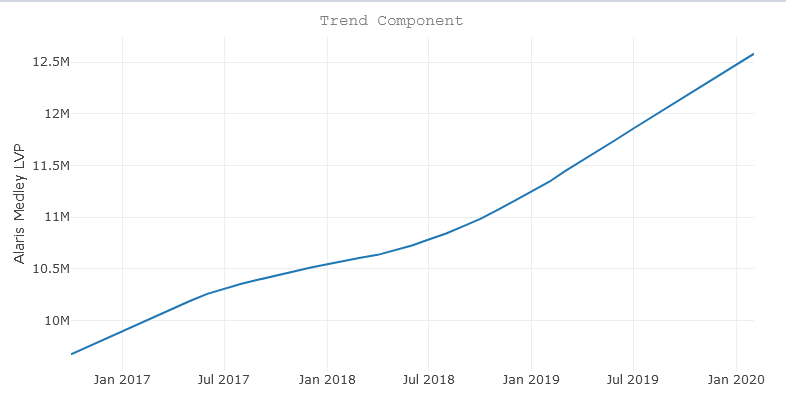 Trend Component
12.5M
12M
11.5M
11M
10.5M
10M
Alaris Medley LVP
Jan 2017
Jul 2017
Jan 2018
Jul 2018
Jan 2019
Jul 2019
Jan 2020